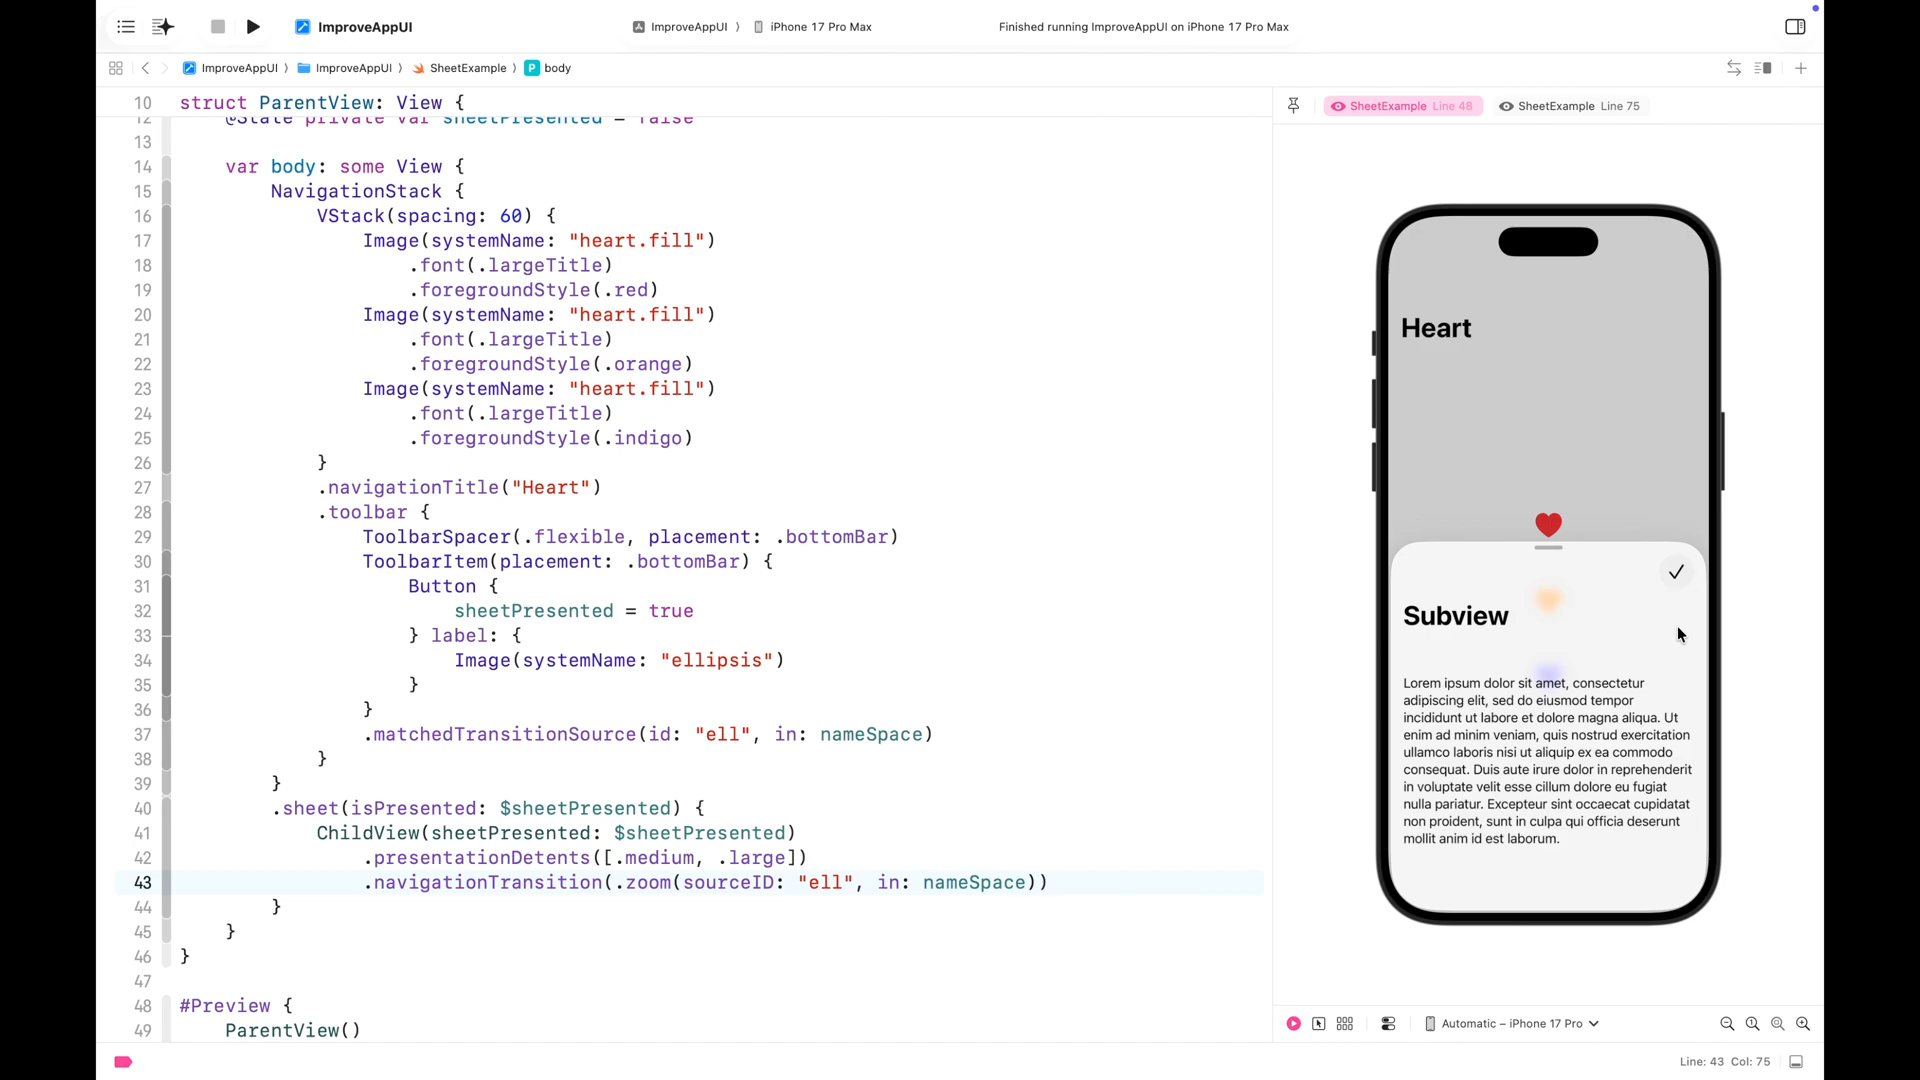 ImproveAppUI
ImproveAppUI 〉 iPhone 17 Pro Max
Finished running ImproveAppUI on iPhone 17 Pro Max
ImproveAppUI 〉 ImproveAppUI 〉 SheetExample 〉 P body
10 struct ParentView: View {
12 @State private var sheetPresented = false
13
14 var body: some View {
15 NavigationStack {
16 VStack(spacing: 60) {
17 Image(systemName: "heart.fill")
18 .font(.largeTitle)
19 .foregroundStyle(.red)
20 Image(systemName: "heart.fill")
21 .font(.largeTitle)
22 .foregroundStyle(.orange)
23 Image(systemName: "heart.fill")
24 .font(.largeTitle)
25 .foregroundStyle(.indigo)
26 }
27 .navigationTitle("Heart")
28 .toolbar {
29 ToolbarSpacer(.flexible, placement: .bottomBar)
30 ToolbarItem(placement: .bottomBar) {
31 Button {
32 sheetPresented = true
33 } label: {
34 Image(systemName: "ellipsis")
35 }
36 }
37 .matchedTransitionSource(id: "ell", in: nameSpace)
38 }
39 }
40 .sheet(isPresented: $sheetPresented) {
41 ChildView(sheetPresented: $sheetPresented)
42 .presentationDetents([.medium, .large])
43 .navigationTransition(.zoom(sourceID: "ell", in: nameSpace))
44 }
45 }
46 }
47
48 #Preview {
49 ParentView()
SheetExample Line 48
SheetExample Line 75
Heart
Subview
Lorem ipsum dolor sit amet, consectetur
adipiscing elit, sed do eiusmod tempor
incididunt ut labore et dolore magna aliqua. Ut
enim ad minim veniam, quis nostrud exercitation
ullamco laboris nisi ut aliquip ex ea commodo
consequat. Duis aute irure dolor in reprehenderit
in voluptate velit esse cillum dolore eu fugiat
nulla pariatur. Excepteur sint occaecat cupidatat
non proident, sunt in culpa qui officia deserunt
mollit anim id est laborum.
Automatic – iPhone 17 Pro
Line: 43 Col: 75